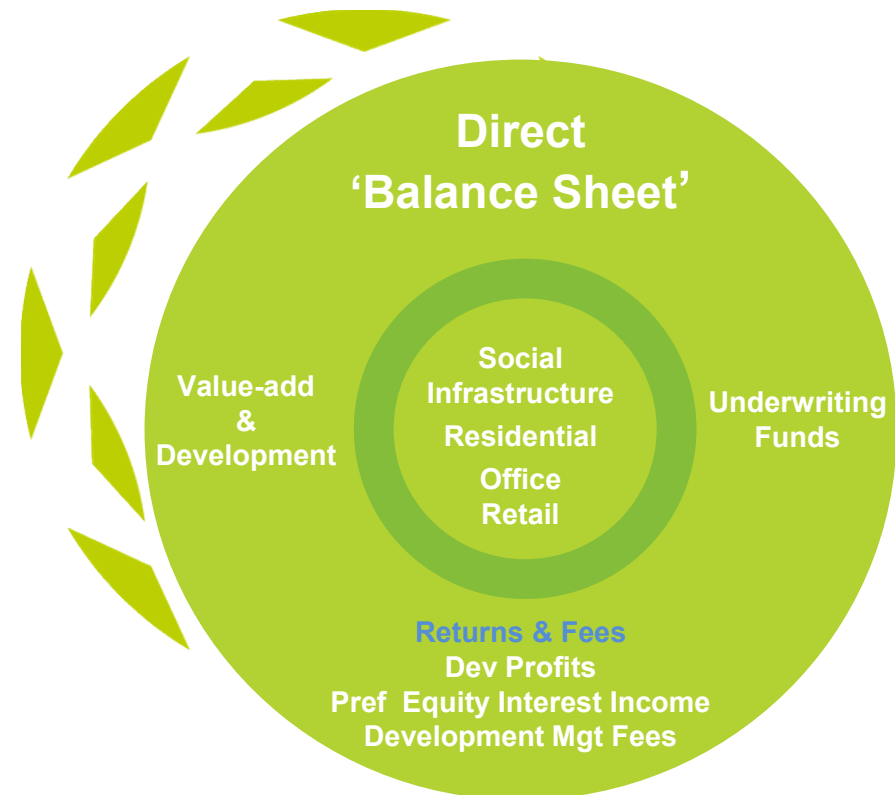 Direct
‘Balance Sheet’
Value-add
&
Development
Social
Infrastructure
Residential
Office
Retail
Underwriting
Funds
Returns & Fees
Dev Profits
Pref Equity Interest Income
Development Mgt Fees